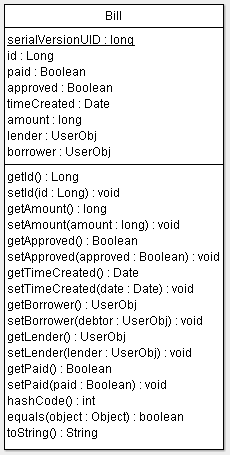 Bill
serialVersionUID : long
id : Long
paid : Boolean
approved : Boolean
timeCreated : Date
amount : long
lender : UserObj
borrower : UserObj
getId() : Long
setId(id : Long) : void
getAmount() : long
setAmount(amount : long) : void
getApproved() : Boolean
setApproved(approved : Boolean) : void
getTimeCreated() : Date
setTimeCreated(date : Date) : void
getBorrower() : UserObj
setBorrower(debtor : UserObj) : void
getLender() : UserObj
setLender(lender : UserObj) : void
getPaid() : Boolean
setPaid(paid : Boolean) : void
hashCode() : int
equals(object : Object) : boolean
toString() : String